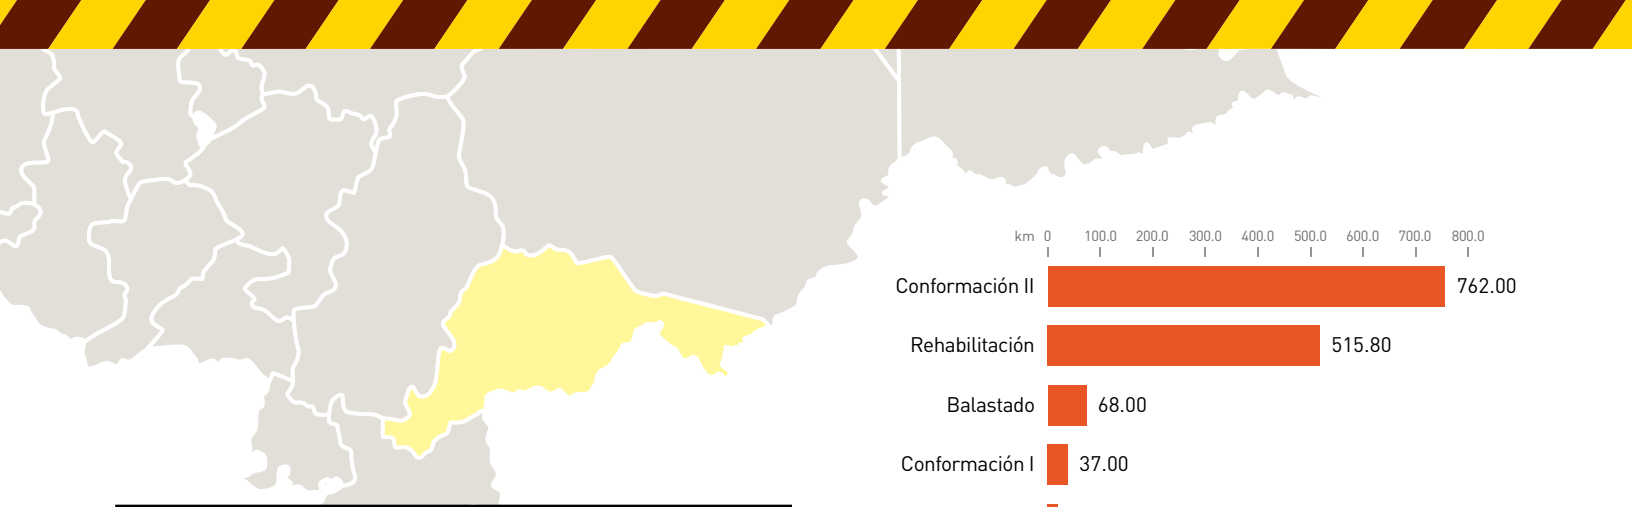 km 0 100.0 200.0 300.0 400.0 500.0 600.0 700.0 800.0
Conformación II 762.00
Rehabilitación 515.80
Balastado 68.00
Conformación I 37.00